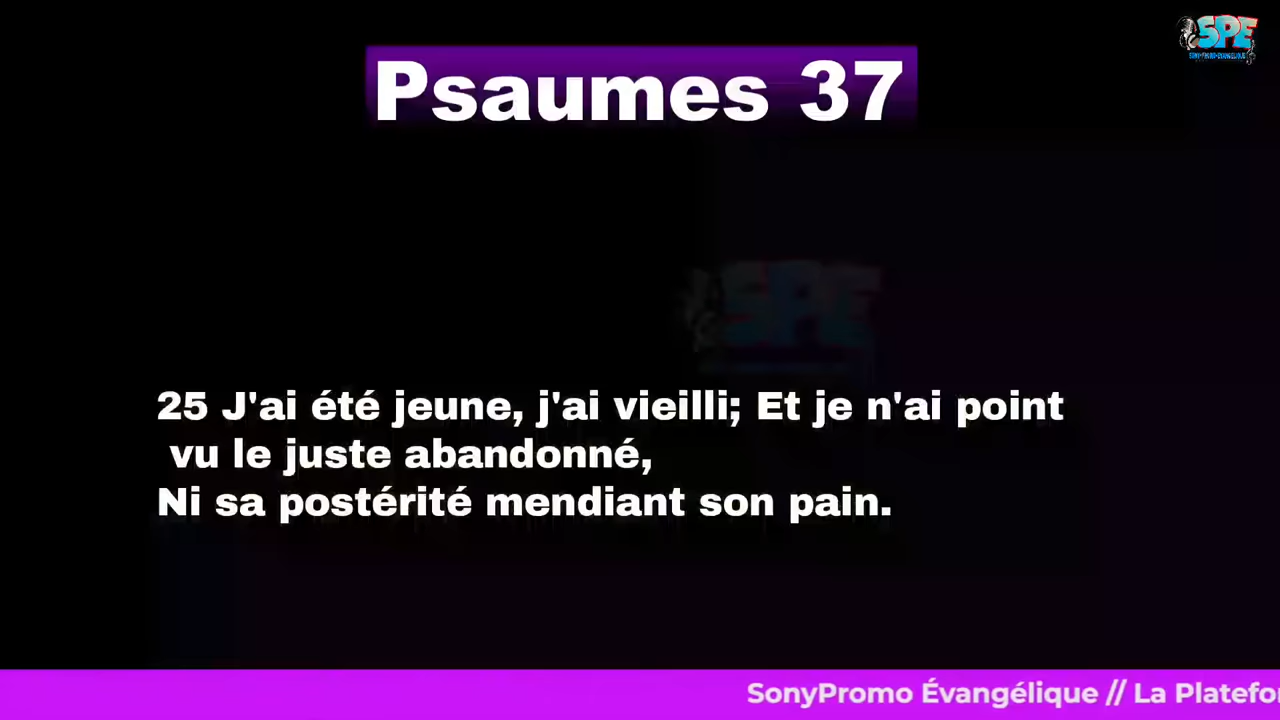 SPE
Psaumes 37
25 J'ai été jeune, j'ai vieilli; Et je n'ai point
vu le juste abandonné,
Ni sa postérité mendiant son pain.
SonyPromo Évangélique // La Platefor